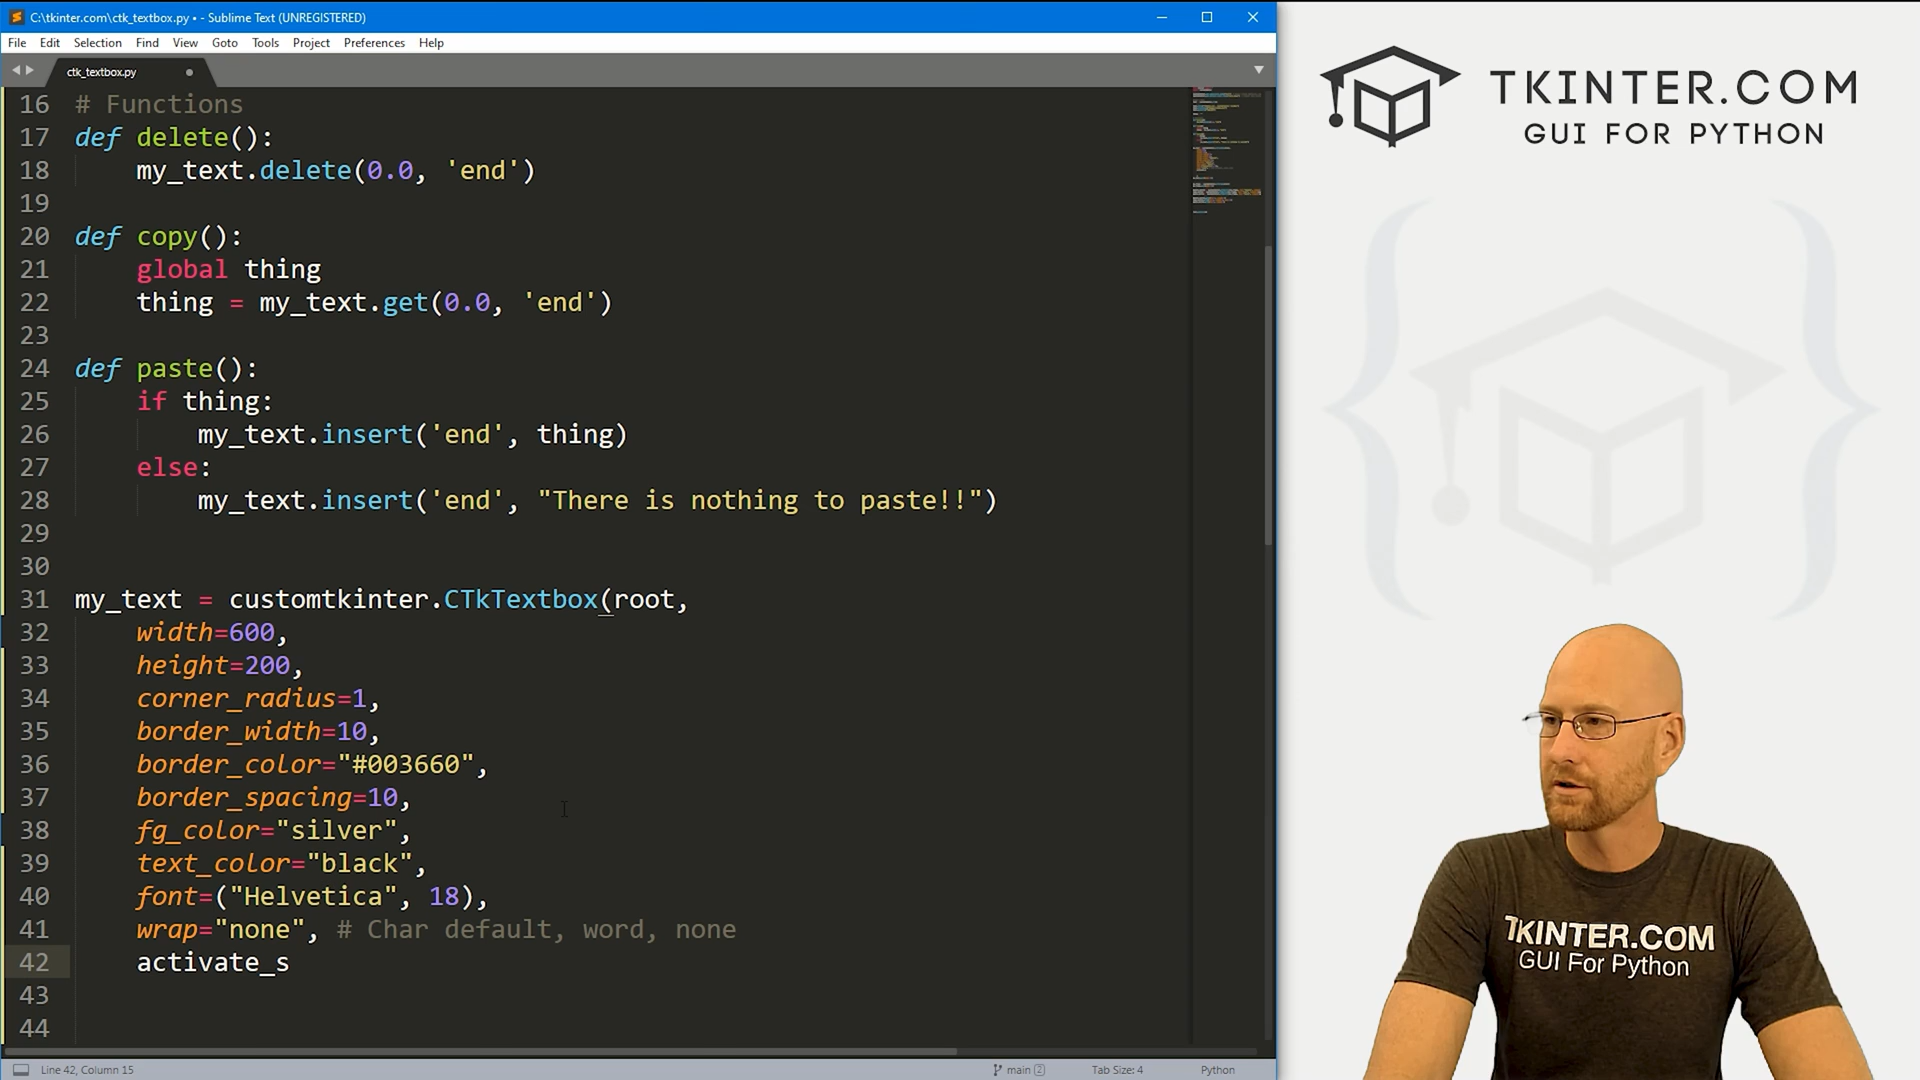 C:\tkinter.com\ctk_textbox.py • - Sublime Text (UNREGISTERED)
File Edit Selection Find View Goto Tools Project Preferences Help
ctk_textbox.py
16 # Functions
17 def delete():
18     my_text.delete(0.0, 'end')
19
20 def copy():
21     global thing
22     thing = my_text.get(0.0, 'end')
23
24 def paste():
25     if thing:
26         my_text.insert('end', thing)
27     else:
28         my_text.insert('end', "There is nothing to paste!!")
29
30
31 my_text = customtkinter.CTkTextbox(root,
32     width=600,
33     height=200,
34     corner_radius=1,
35     border_width=10,
36     border_color="#003660",
37     border_spacing=10,
38     fg_color="silver",
39     text_color="black",
40     font=("Helvetica", 18),
41     wrap="none", # Char default, word, none
42     activate_s
43
44
Line 42, Column 15 main 2 Tab Size: 4 Python
TKINTER.COM
GUI FOR PYTHON
TKINTER.COM
GUI For Python